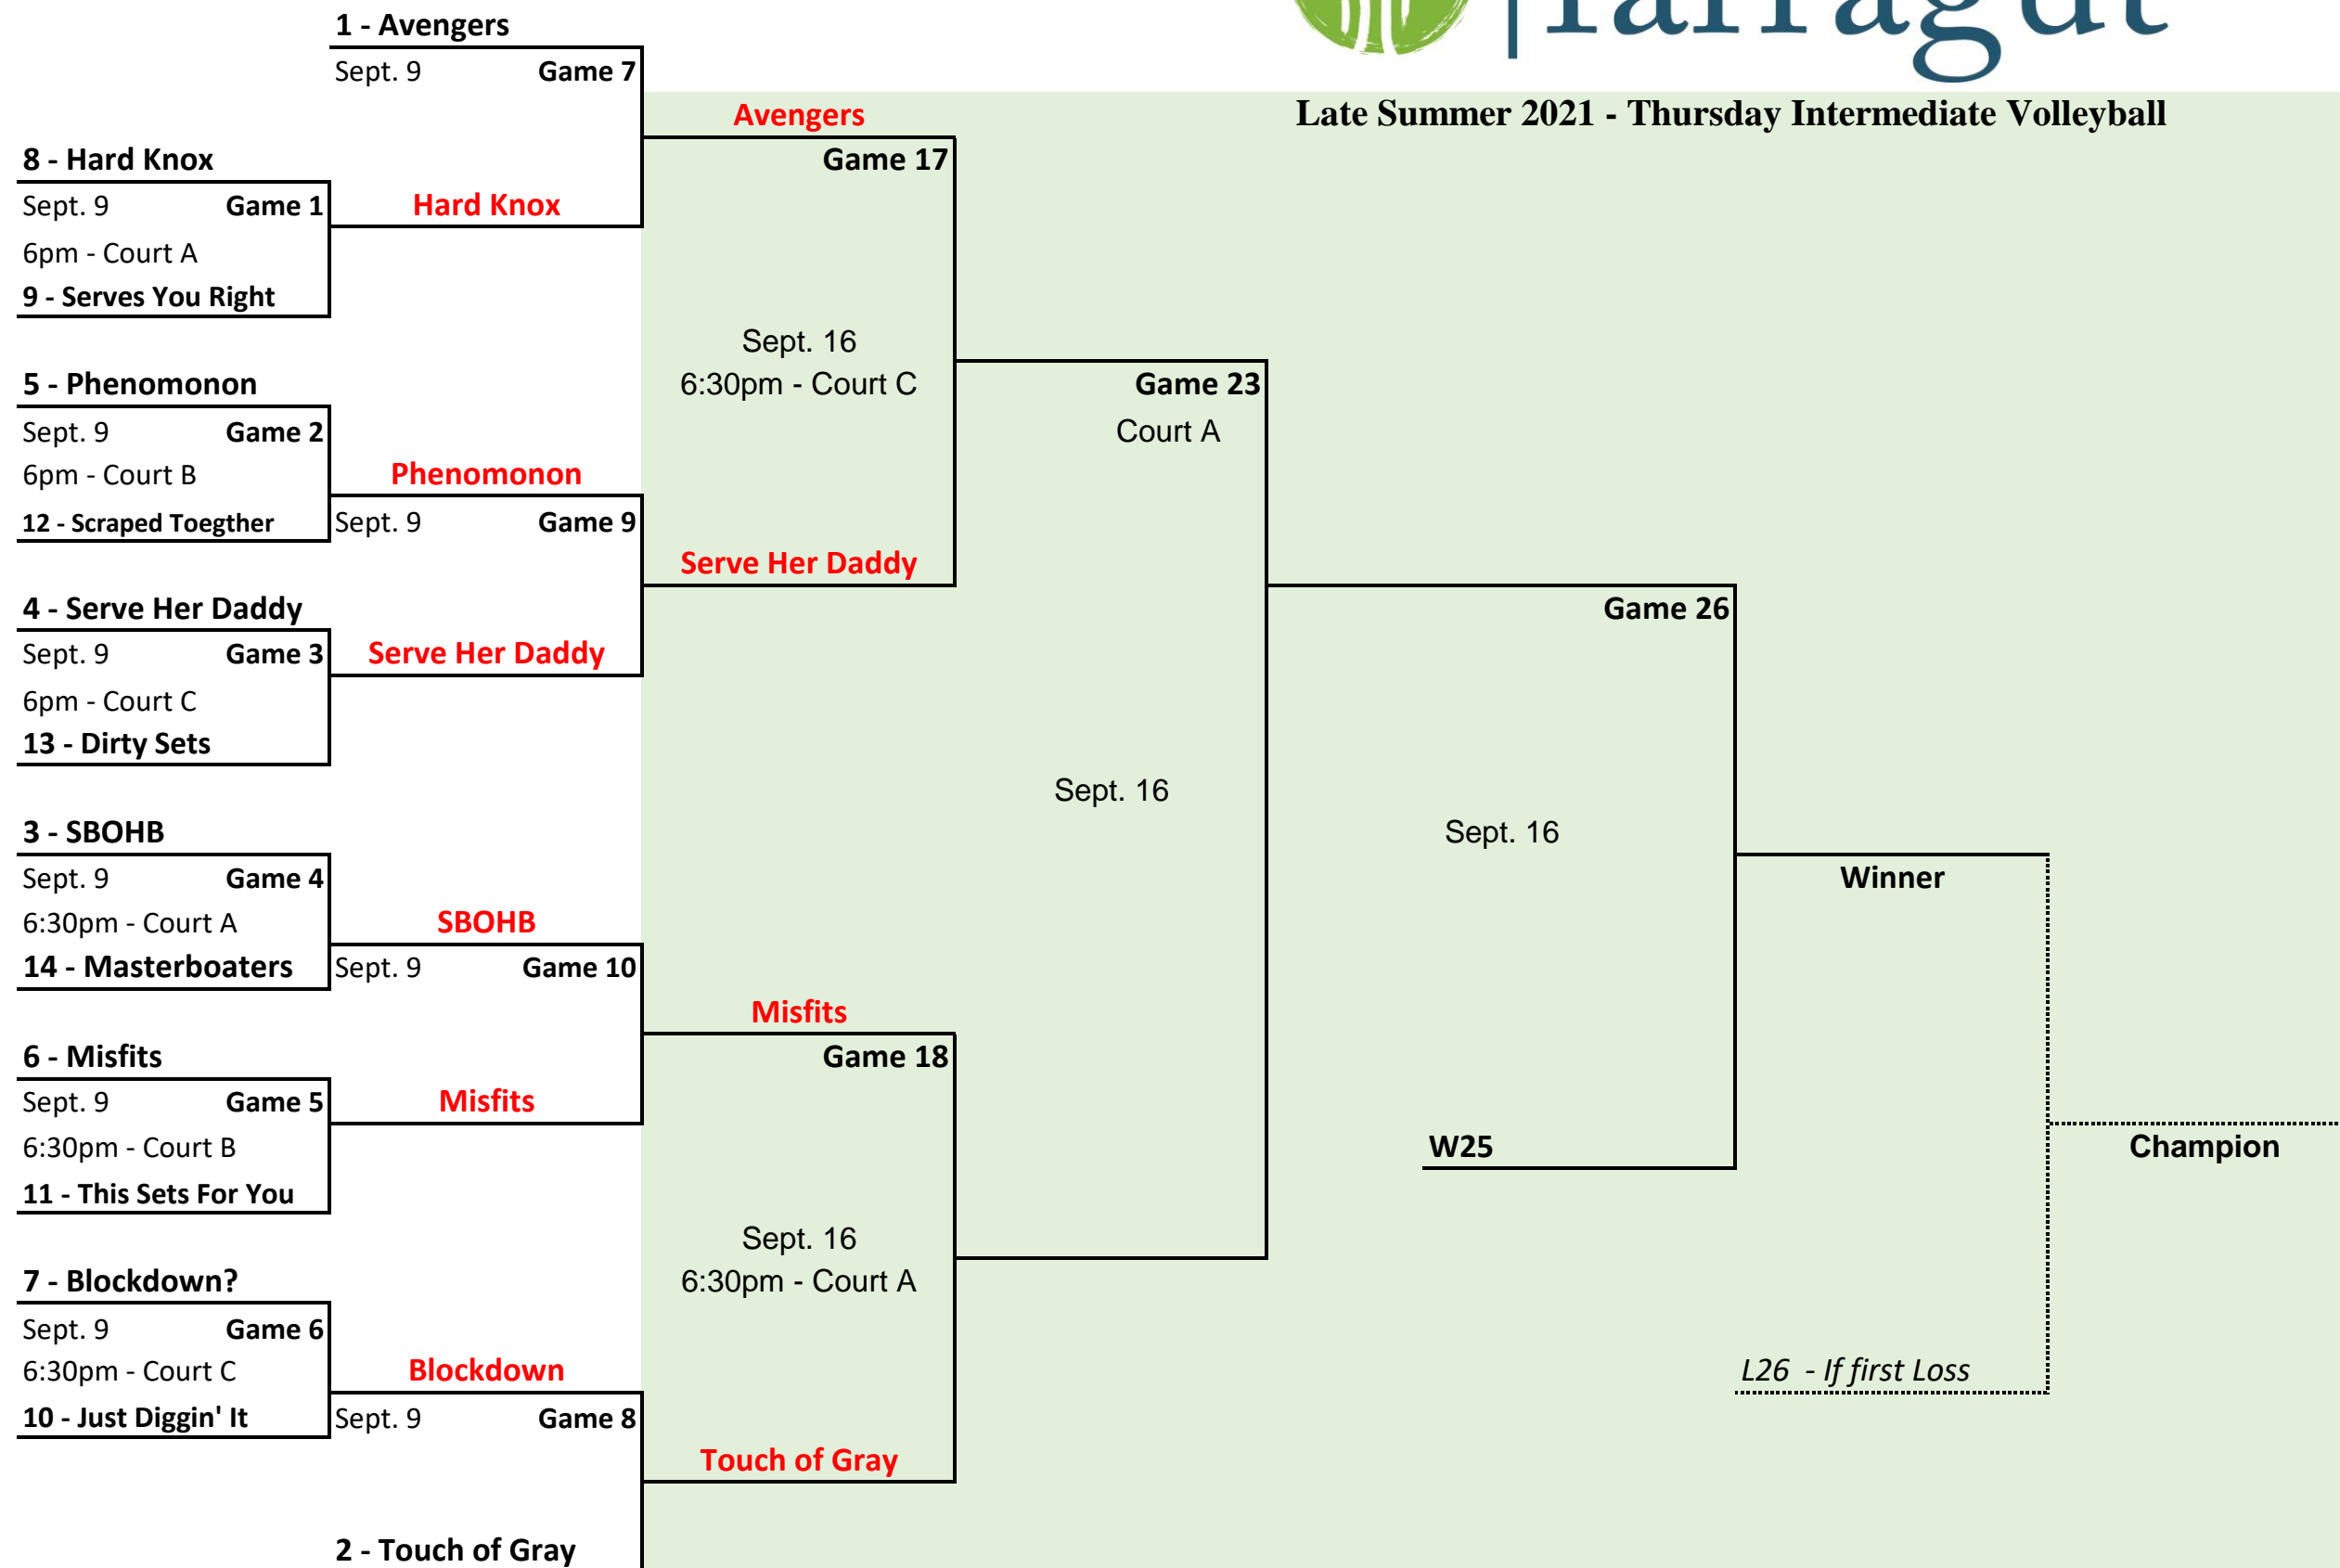 1 - Avengers
Sept. 9 Game 7
farragut
Avengers
Late Summer 2021 - Thursday Intermediate Volleyball
8 - Hard Knox
Game 17
Sept. 9 Game 1
Hard Knox
6pm - Court A
9 - Serves You Right
Sept. 16
6:30pm - Court C
5 - Phenomonon
Game 23
Sept. 9 Game 2
Court A
6pm - Court B
Phenomonon
12 - Scraped Toegther
Sept. 9 Game 9
Serve Her Daddy
4 - Serve Her Daddy
Game 26
Sept. 9 Game 3
Serve Her Daddy
6pm - Court C
13 - Dirty Sets
Sept. 16
3 - SBOHB
Sept. 16
Sept. 9 Game 4
Winner
6:30pm - Court A
SBOHB
14 - Masterboaters
Sept. 9 Game 10
Misfits
6 - Misfits
Game 18
Sept. 9 Game 5
Misfits
6:30pm - Court B
W25
Champion
11 - This Sets For You
Sept. 16
6:30pm - Court A
7 - Blockdown?
Sept. 9 Game 6
6:30pm - Court C
Blockdown
L26 - If first Loss
10 - Just Diggin' It
Sept. 9 Game 8
Touch of Gray
2 - Touch of Gray